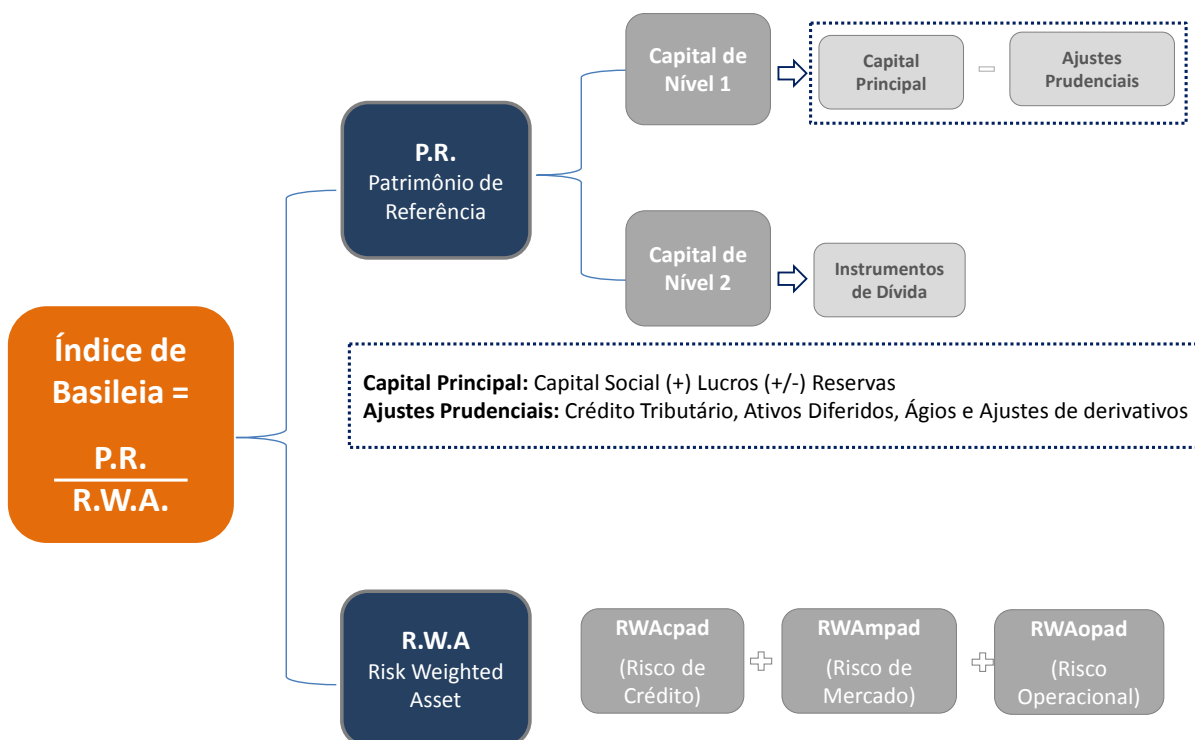 Índice de
Basileia =
P.R.
R.W.A.
P.R.
Patrimônio de
Referência
Capital de
Nível 1
Capital
Principal
Ajustes
Prudenciais
Capital de
Nível 2
Instrumentos
de Dívida
Capital Principal: Capital Social (+) Lucros (+/-) Reservas
Ajustes Prudenciais: Crédito Tributário, Ativos Diferidos, Ágios e Ajustes de derivativos
R.W.A
Risk Weighted
Asset
RWAcpad
(Risco de
Crédito)
RWAmpad
(Risco de
Mercado)
RWAopad
(Risco
Operacional)